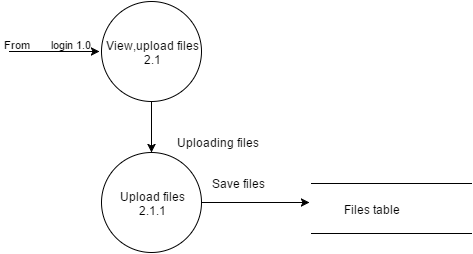 From login 1.0
View,upload files
2.1
Uploading files
Upload files
2.1.1
Save files
Files table